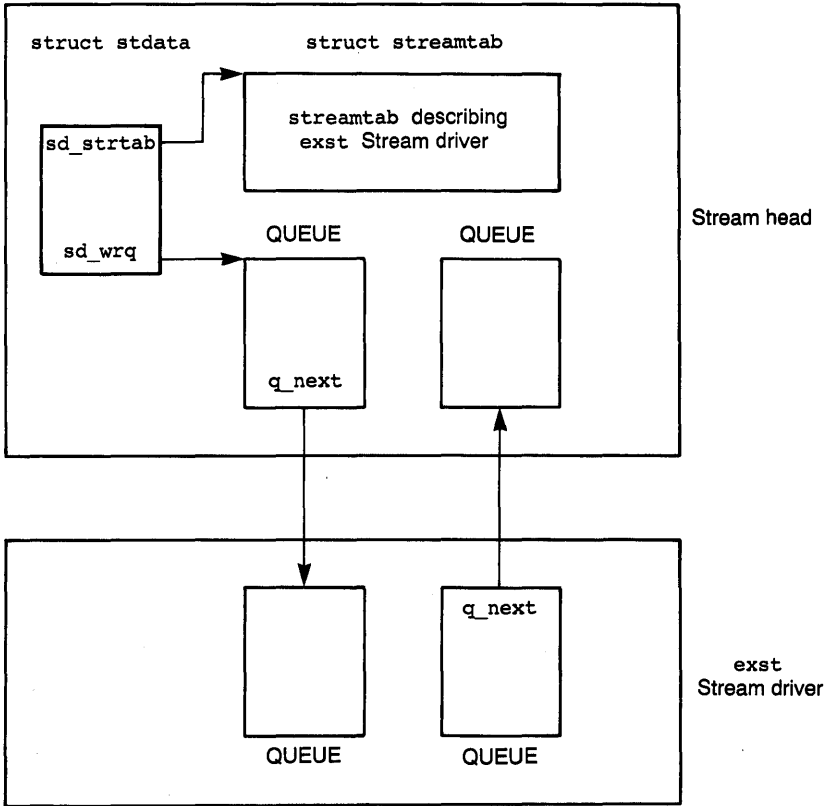 struct stdata
struct streamtab
sd_strtab
streamtab describing
exst Stream driver
sd_wrq
QUEUE
QUEUE
Stream head
q_next
q_next
exst
Stream driver
QUEUE
QUEUE